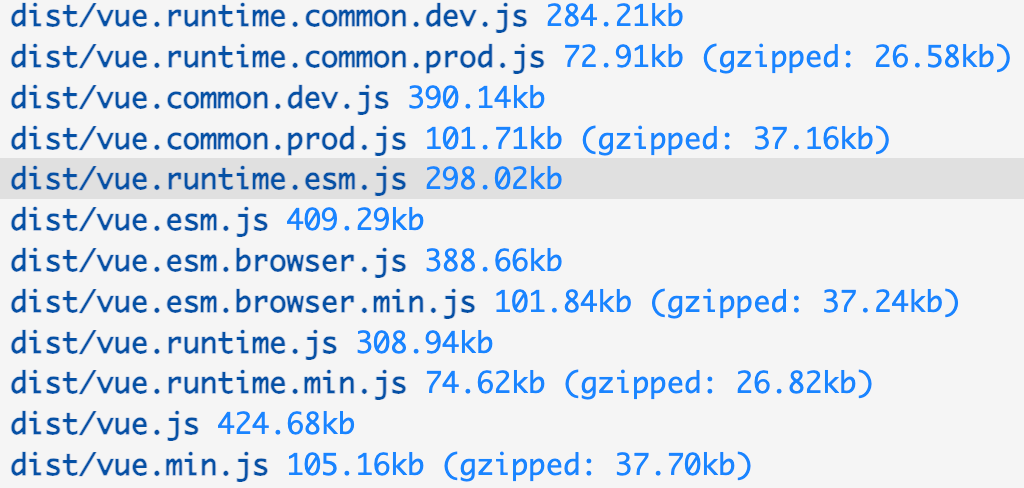 dist/vue.runtime.common.dev.js 284.21kb
dist/vue.runtime.common.prod.js 72.91kb (gzipped: 26.58kb)
dist/vue.common.dev.js 390.14kb
dist/vue.common.prod.js 101.71kb (gzipped: 37.16kb)
dist/vue.runtime.esm.js 298.02kb
dist/vue.esm.js 409.29kb
dist/vue.esm.browser.js 388.66kb
dist/vue.esm.browser.min.js 101.84kb (gzipped: 37.24kb)
dist/vue.runtime.js 308.94kb
dist/vue.runtime.min.js 74.62kb (gzipped: 26.82kb)
dist/vue.js 424.68kb
dist/vue.min.js 105.16kb (gzipped: 37.70kb)